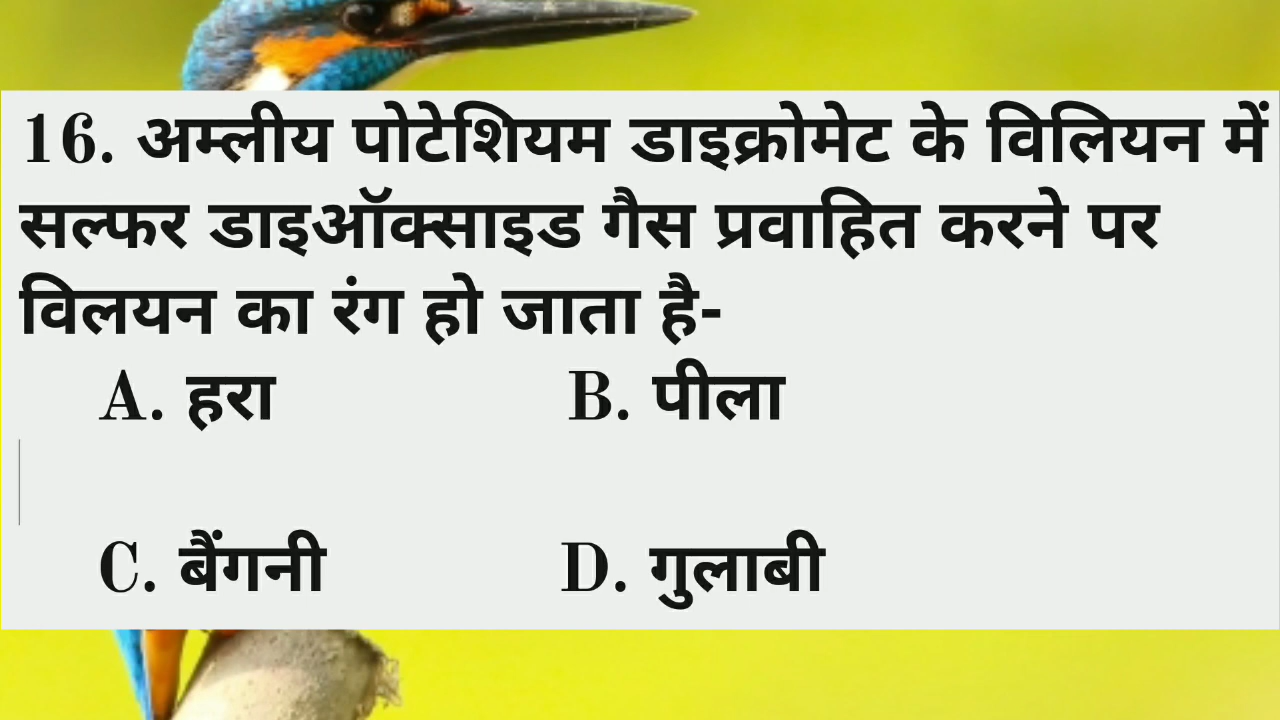 16. अम्लीय पोटेशियम डाइक्रोमेट के विलियन में
सल्फर डाइऑक्साइड गैस प्रवाहित करने पर
विलयन का रंग हो जाता है-
A. हरा B. पीला
C. बैंगनी D. गुलाबी